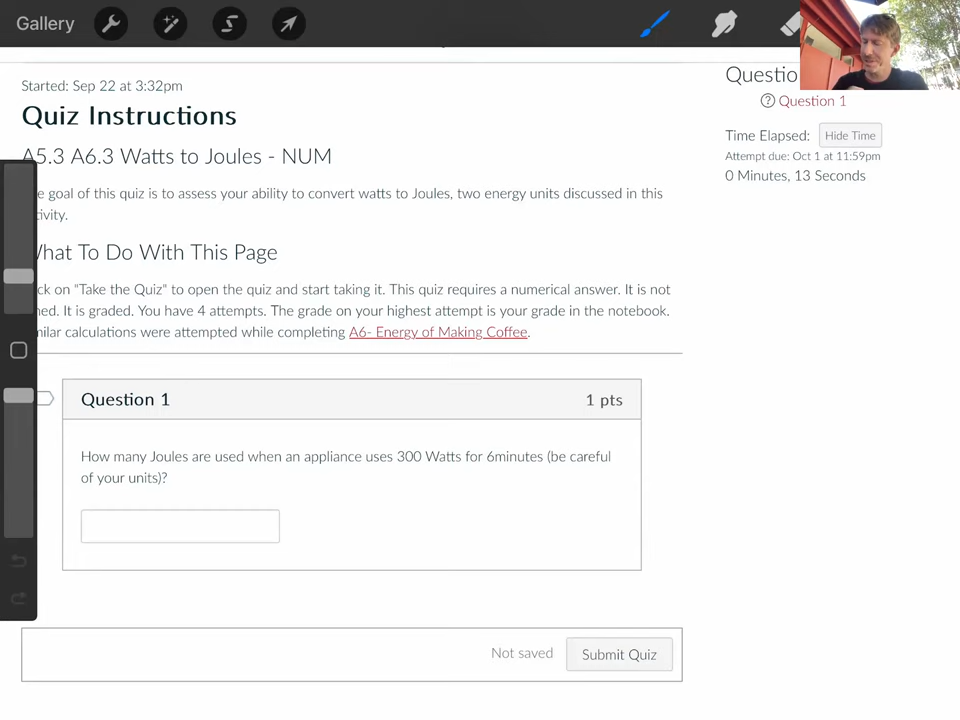 Gallery
Started: Sep 22 at 3:32pm
Quiz Instructions
A5.3 A6.3 Watts to Joules - NUM
e goal of this quiz is to assess your ability to convert watts to Joules, two energy units discussed in this
tivity.
What To Do With This Page
ck on "Take the Quiz" to open the quiz and start taking it. This quiz requires a numerical answer. It is not
ned. It is graded. You have 4 attempts. The grade on your highest attempt is your grade in the notebook.
milar calculations were attempted while completing A6- Energy of Making Coffee.
Question 1
1 pts
How many Joules are used when an appliance uses 300 Watts for 6minutes (be careful
of your units)?
Not saved
Submit Quiz
Questio
Question 1
Time Elapsed:
Hide Time
Attempt due: Oct 1 at 11:59pm
0 Minutes, 13 Seconds